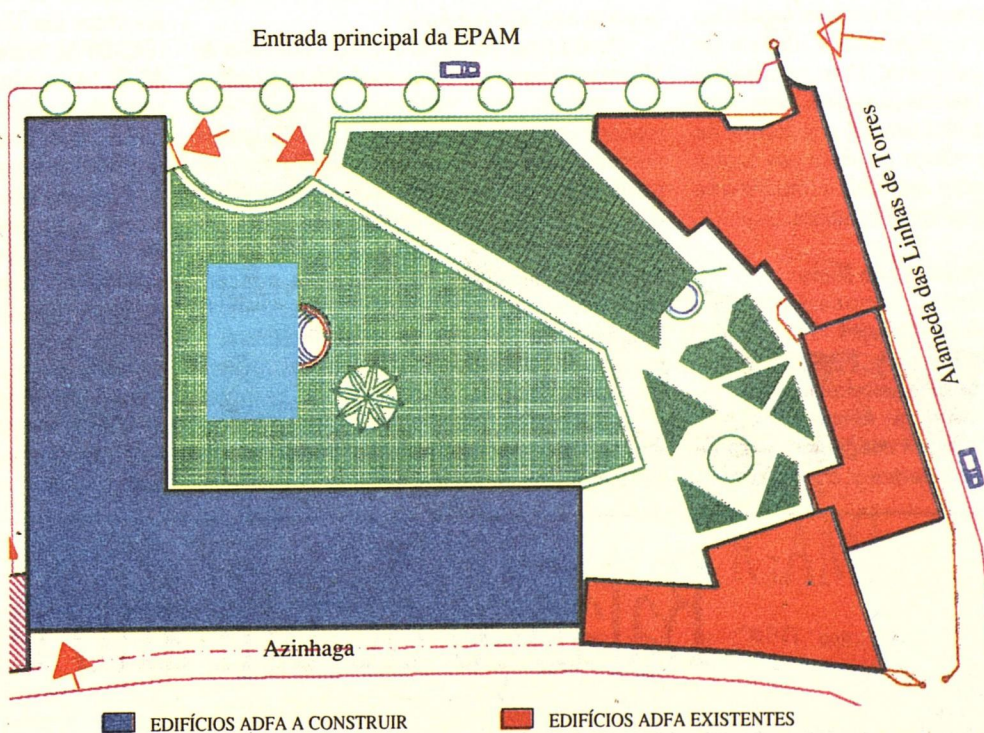 Entrada principal da EPAM
Alameda das Linhas de Torres
Azinhaga
EDIFÍCIOS ADFA A CONSTRUIR
EDIFÍCIOS ADFA EXISTENTES